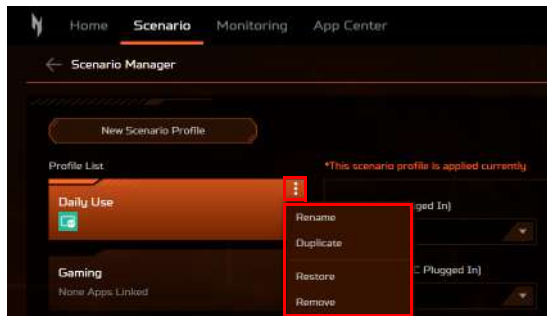 Home Scenario Monitoring App Center
Scenario Manager
New Scenario Profile
Profile List
*This scenario profile is applied currently
Daily Use
Rename
ged In)
Duplicate
Gaming
Restore
C Plugged In)
None Apps Linked
Remove